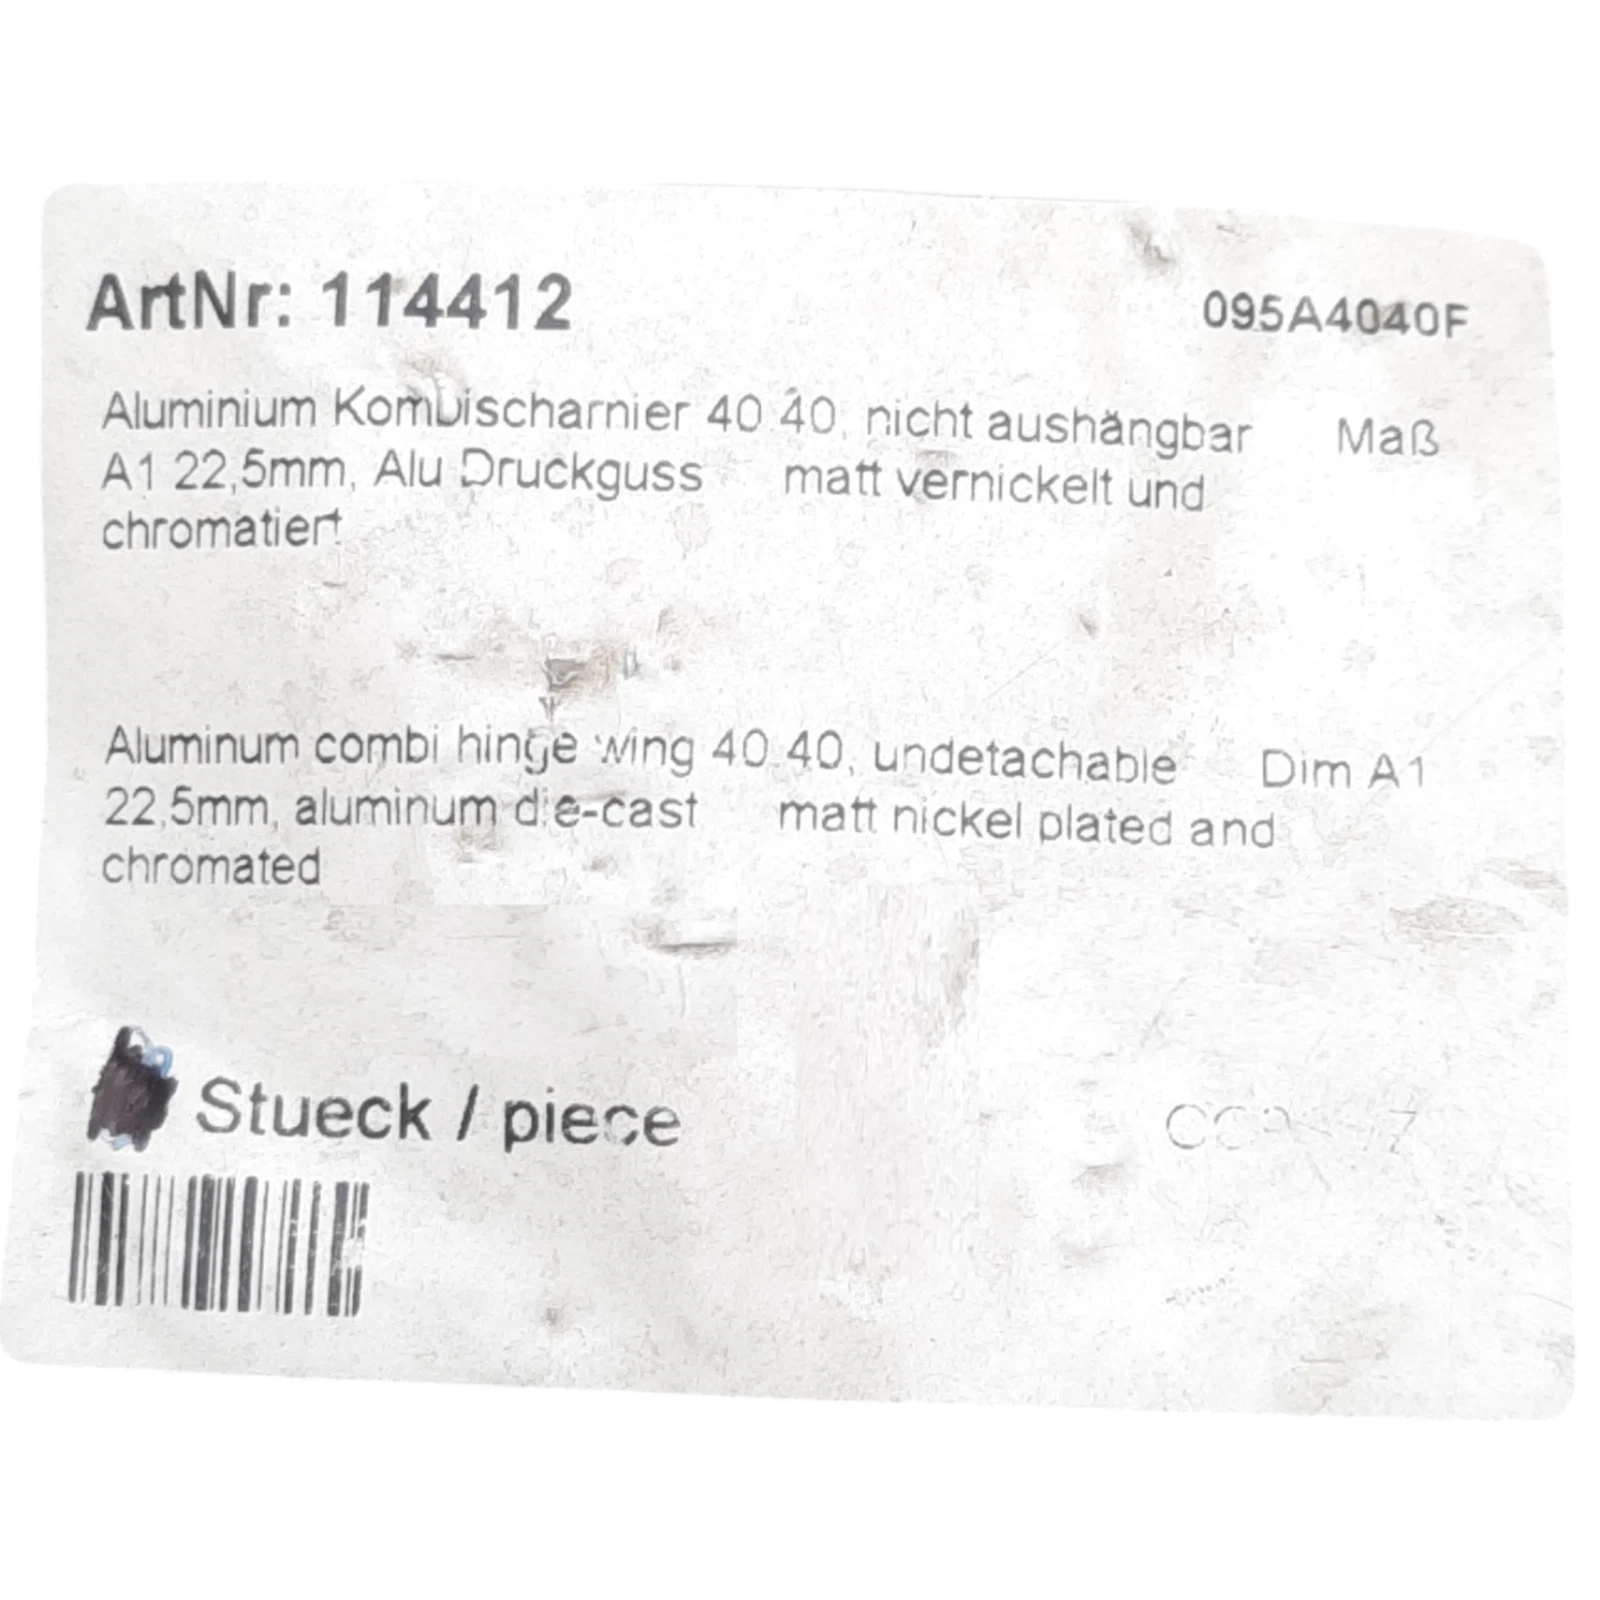 ArtNr: 114412 095A4040F
Aluminium Kombischarnier 40.40, nicht aushängbar Maß
A1 22,5mm, Alu Druckguss matt vernickelt und
chromatiert
Aluminum combi hinge wing 40.40, undetachable Dim A1
22,5mm, aluminum die-cast matt nickel plated and
chromated
Stueck / piece